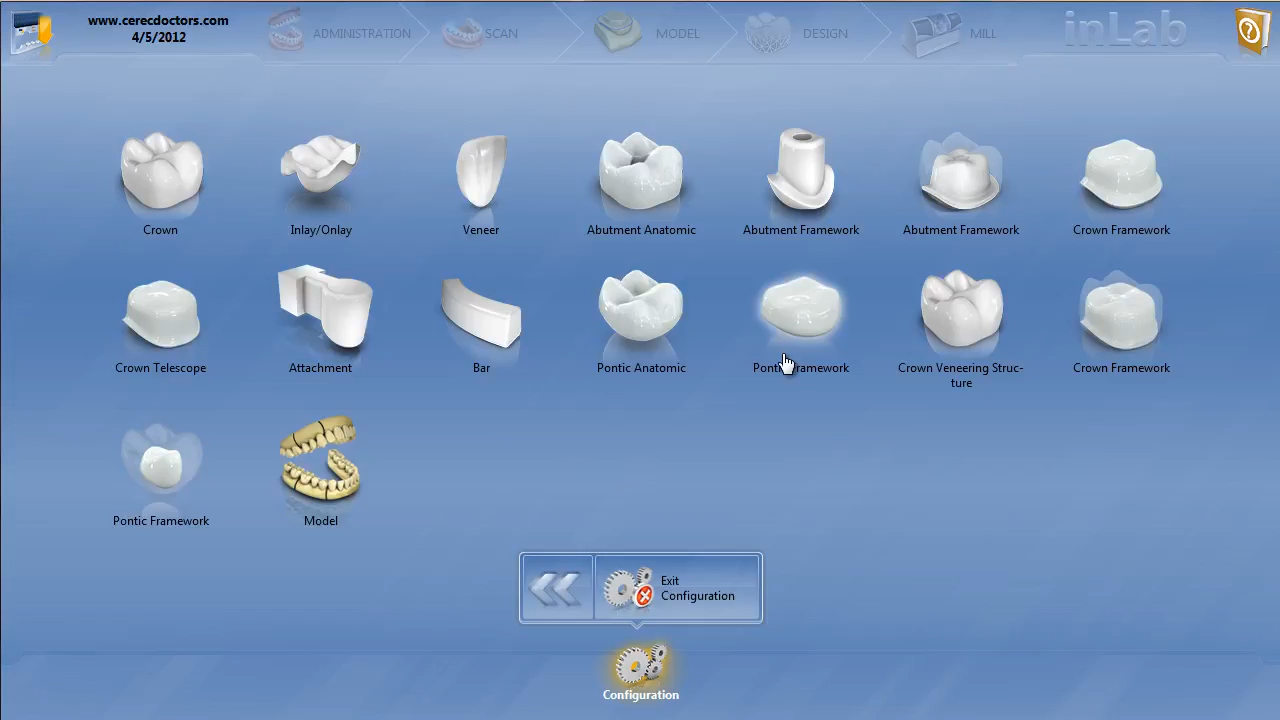 www.cerecdoctors.com
4/5/2012
ADMINISTRATION
SCAN
MODEL
DESIGN
MILL
inLab
?
Crown
Inlay/Onlay
Veneer
Abutment Anatomic
Abutment Framework
Abutment Framework
Crown Framework
Crown Telescope
Attachment
Bar
Pontic Anatomic
Pontic Framework
Crown Veneering Struc-
ture
Crown Framework
Pontic Framework
Model
Exit
Configuration
Configuration